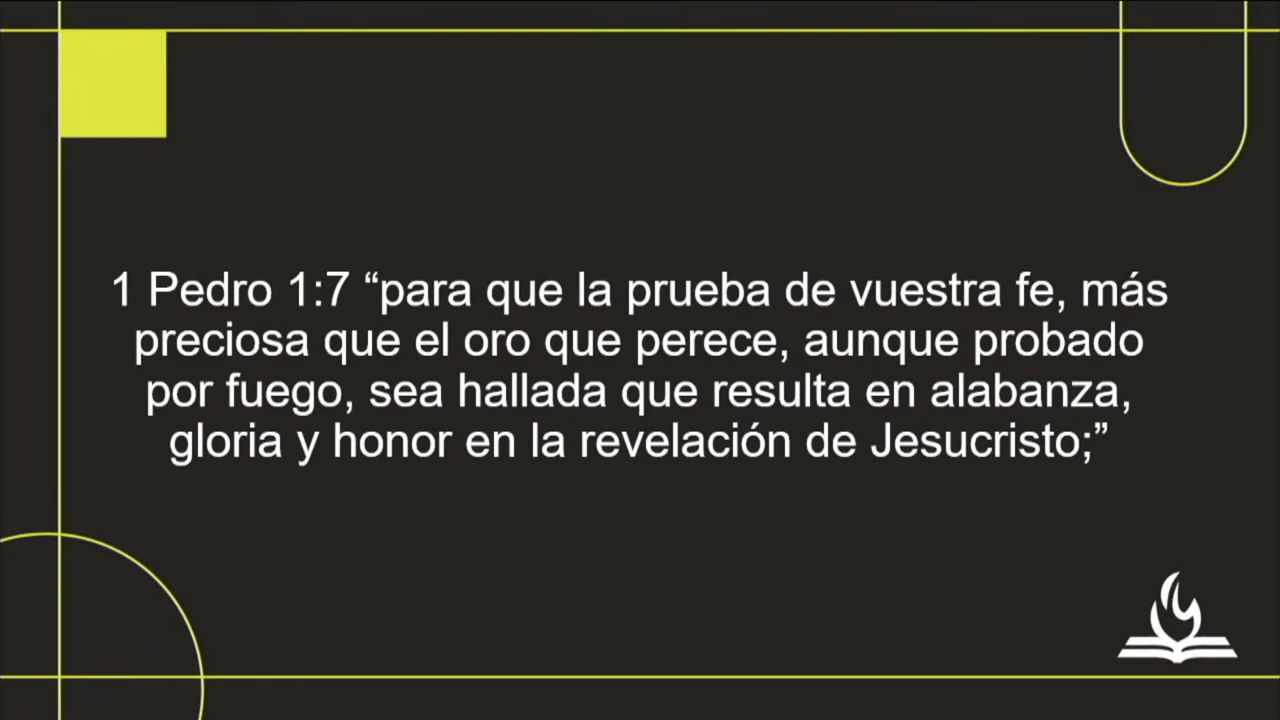 1 Pedro 1:7 “para que la prueba de vuestra fe, más
preciosa que el oro que perece, aunque probado
por fuego, sea hallada que resulta en alabanza,
gloria y honor en la revelación de Jesucristo;”